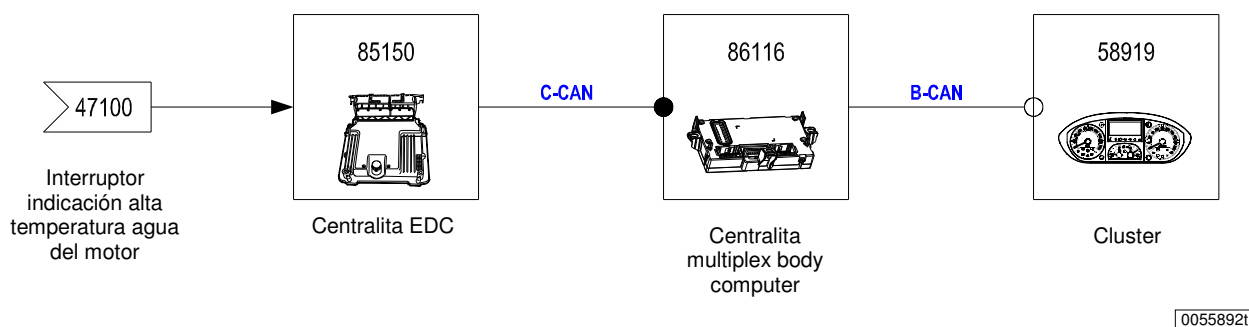 85150
86116
58919
47100
C-CAN
B-CAN
Interruptor
indicación alta
temperatura agua
del motor
Centralita EDC
Centralita
multiplex body
computer
Cluster
0055892t